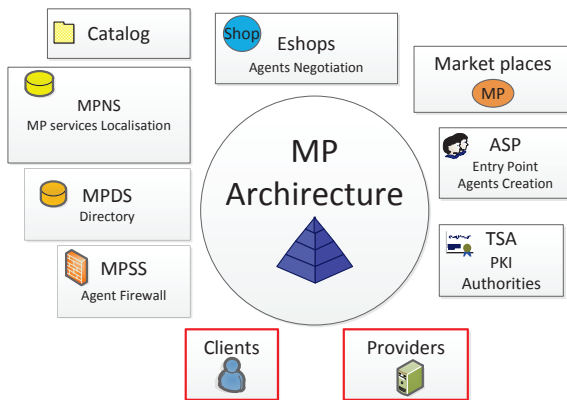 Catalog
Shop
Eshops
Agents Negotiation
Market places
MP
MPNS
MP services Localisation
MP
Archirecture
ASP
Entry Point
Agents Creation
MPDS
Directory
TSA
PKI
Authorities
MPSS
Agent Firewall
Clients
Providers